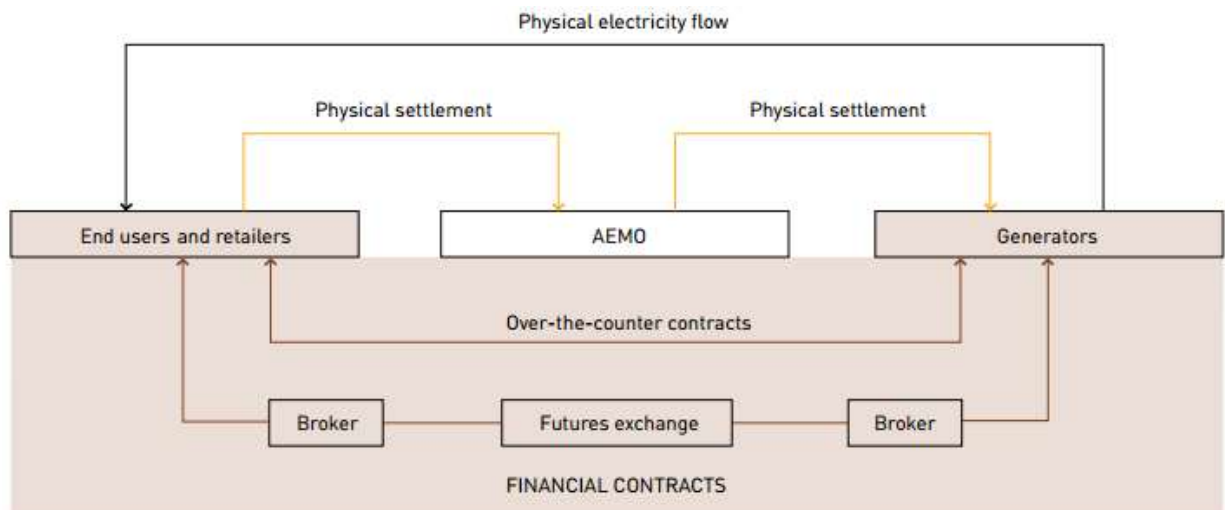 Physical electricity flow
Physical settlement
Physical settlement
End users and retailers
AEMO
Generators
Over-the-counter contracts
Broker
Futures exchange
Broker
FINANCIAL CONTRACTS